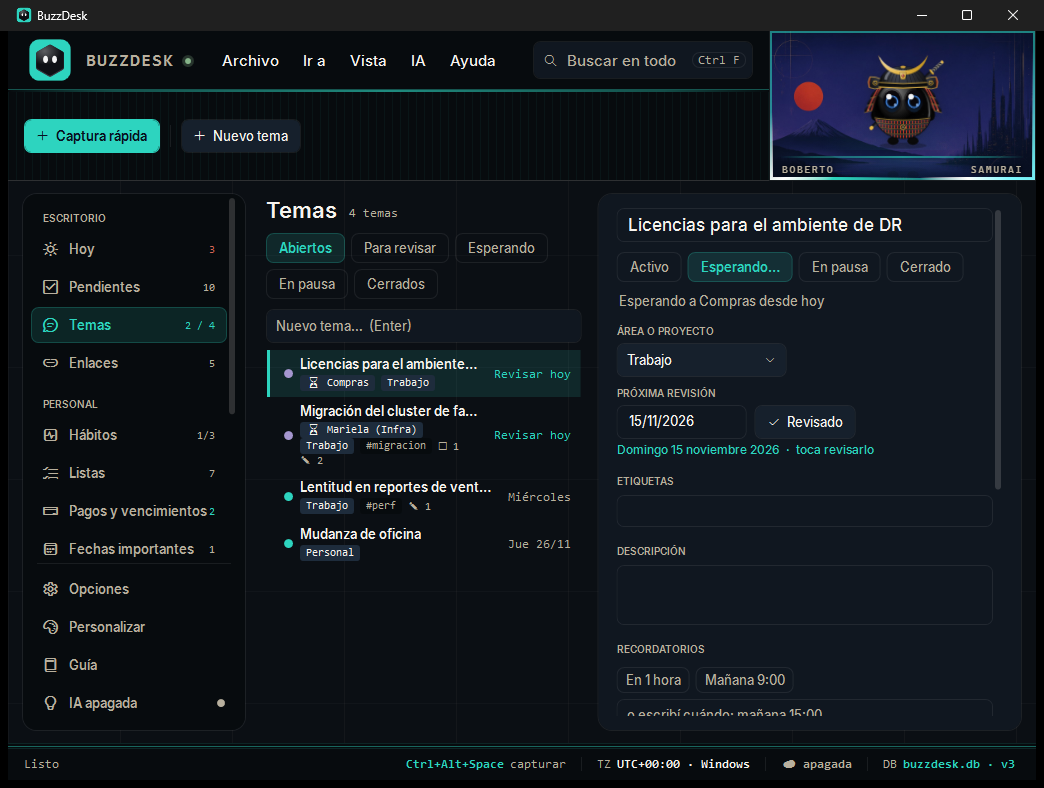 BuzzDesk
BUZZDESK
Archivo Ir a Vista IA Ayuda
Buscar en todo Ctrl F
BOBERTO SAMURAI
+ Captura rápida
+ Nuevo tema
ESCRITORIO
Hoy 3
Pendientes 10
Temas 2 / 4
Enlaces 5
PERSONAL
Hábitos 1/3
Listas 7
Pagos y vencimientos 2
Fechas importantes 1
Opciones
Personalizar
Guía
IA apagada
Temas 4 temas
Abiertos Para revisar Esperando
En pausa Cerrados
Nuevo tema... (Enter)
Licencias para el ambiente... Revisar hoy
Compras Trabajo
Migración del cluster de fa... Revisar hoy
Mariela (Infra)
Trabajo #migracion 1
2
Lentitud en reportes de vent... Miércoles
Trabajo #perf 1
Mudanza de oficina Jue 26/11
Personal
Licencias para el ambiente de DR
Activo Esperando... En pausa Cerrado
Esperando a Compras desde hoy
ÁREA O PROYECTO
Trabajo
PRÓXIMA REVISIÓN
15/11/2026 Revisado
Domingo 15 noviembre 2026 · toca revisarlo
ETIQUETAS
DESCRIPCIÓN
RECORDATORIOS
En 1 hora Mañana 9:00
o escribí cuándo: mañana 15:00
Listo
Ctrl+Alt+Space capturar
TZ UTC+00:00 · Windows
apagada
DB buzzdesk.db · v3